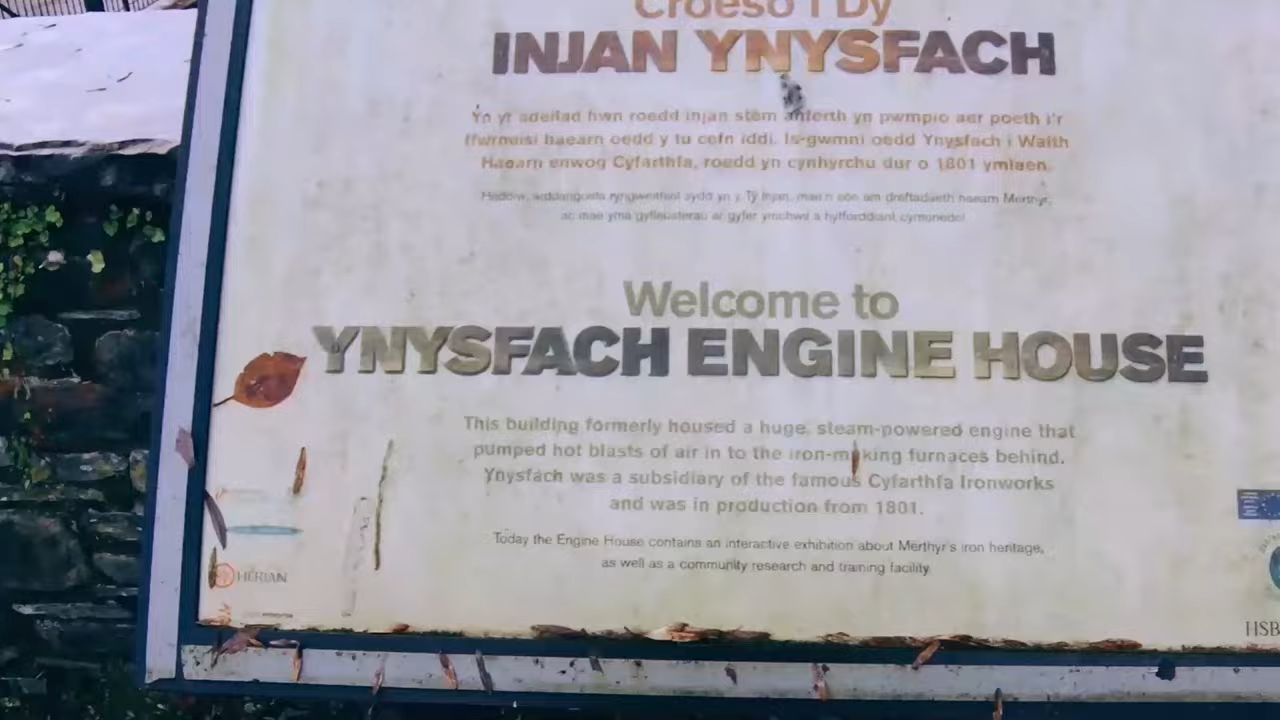 Croeso i Dŷ
INJAN YNYSFACH
Yn yr adeilad hwn roedd injan stêm anferth yn pwmpio aer poeth i'r
ffwrneisi haearn oedd y tu cefn iddi. Is-gwmni oedd Ynysfach i Waith
Haearn enwog Cyfarthfa, roedd yn cynhyrchu dur o 1801 ymlaen.
Heddiw, arddangosfa ryngweithiol sydd yn y Tŷ Injan, mae'n sôn am dreftadaeth haearn Merthyr,
ac mae yma gyfleusterau ar gyfer ymchwil a hyfforddiant cymunedol
Welcome to
YNYSFACH ENGINE HOUSE
This building formerly housed a huge, steam-powered engine that
pumped hot blasts of air in to the iron-making furnaces behind.
Ynysfach was a subsidiary of the famous Cyfarthfa Ironworks
and was in production from 1801.
Today the Engine House contains an interactive exhibition about Merthyr's iron heritage,
as well as a community research and training facility.
HERIAN
HSB